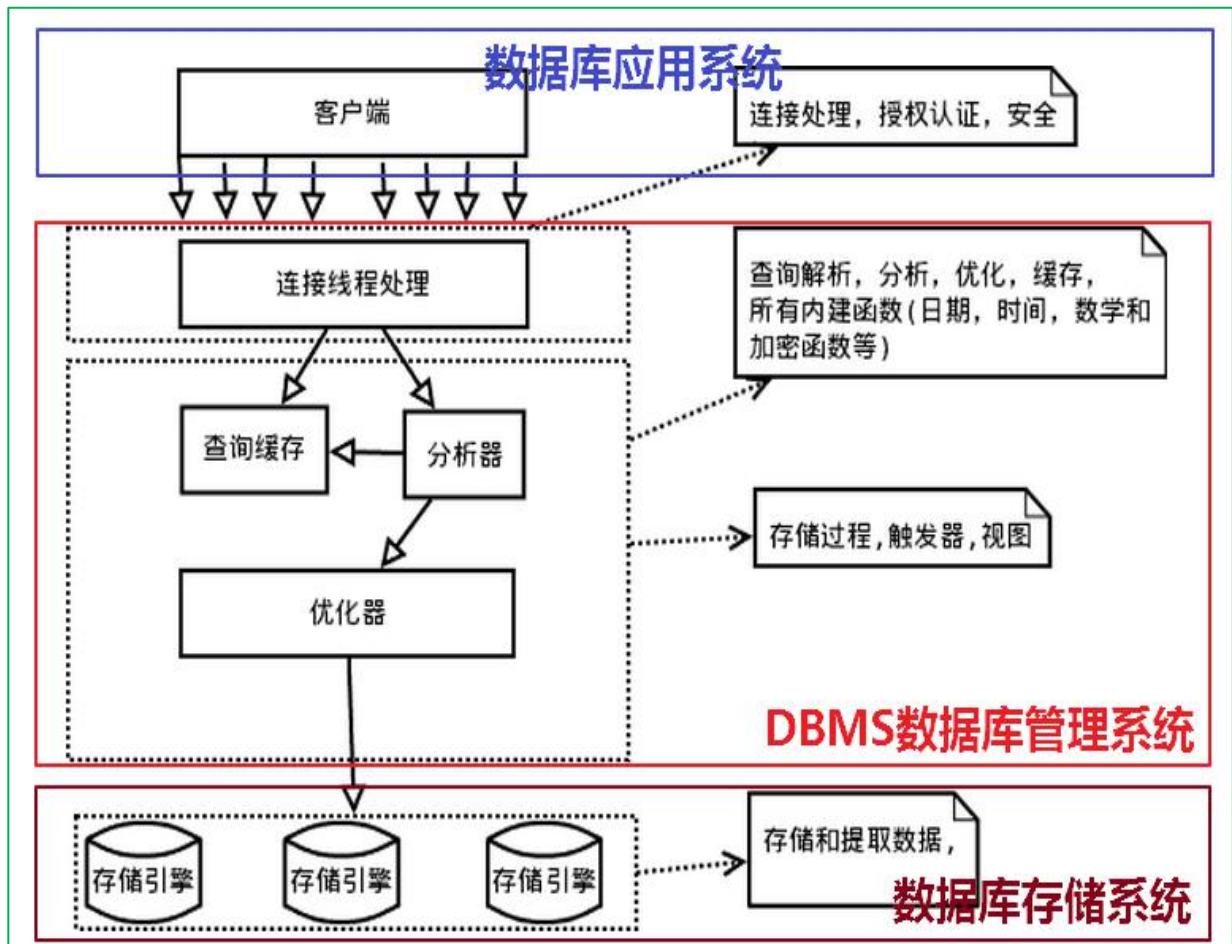 数据库应用系统
客户端
连接处理，授权认证，安全
连接线程处理
查询解析，分析，优化，缓存，
所有内建函数(日期，时间，数学和
加密函数等)
查询缓存
分析器
存储过程,触发器,视图
优化器
DBMS数据库管理系统
存储引擎
存储引擎
存储引擎
存储和提取数据，
数据库存储系统